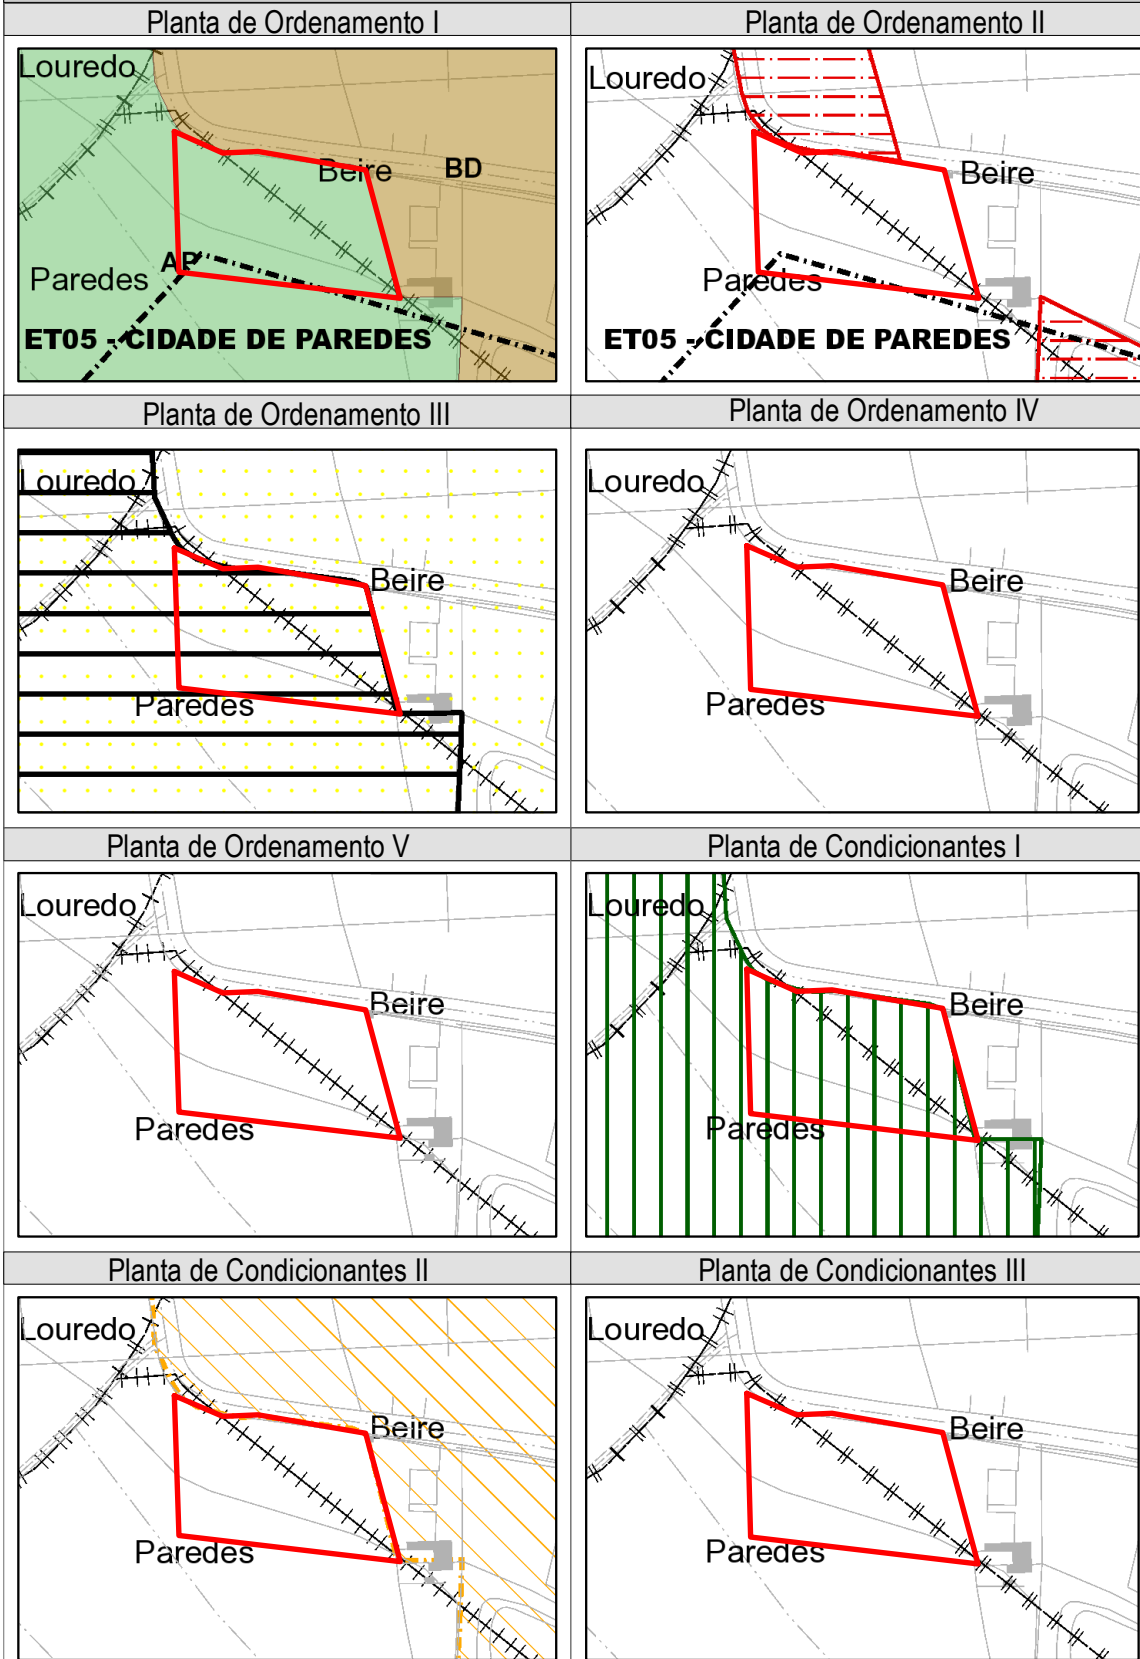 Planta de Ordenamento I
Planta de Ordenamento II
Louredo
Beire
BD
AP
Paredes
ET05 - CIDADE DE PAREDES
Louredo
Beire
Paredes
ET05 - CIDADE DE PAREDES
Planta de Ordenamento III
Planta de Ordenamento IV
Louredo
Beire
Paredes
Louredo
Beire
Paredes
Planta de Ordenamento V
Planta de Condicionantes I
Louredo
Beire
Paredes
Louredo
Beire
Paredes
Planta de Condicionantes II
Planta de Condicionantes III
Louredo
Beire
Paredes
Louredo
Beire
Paredes